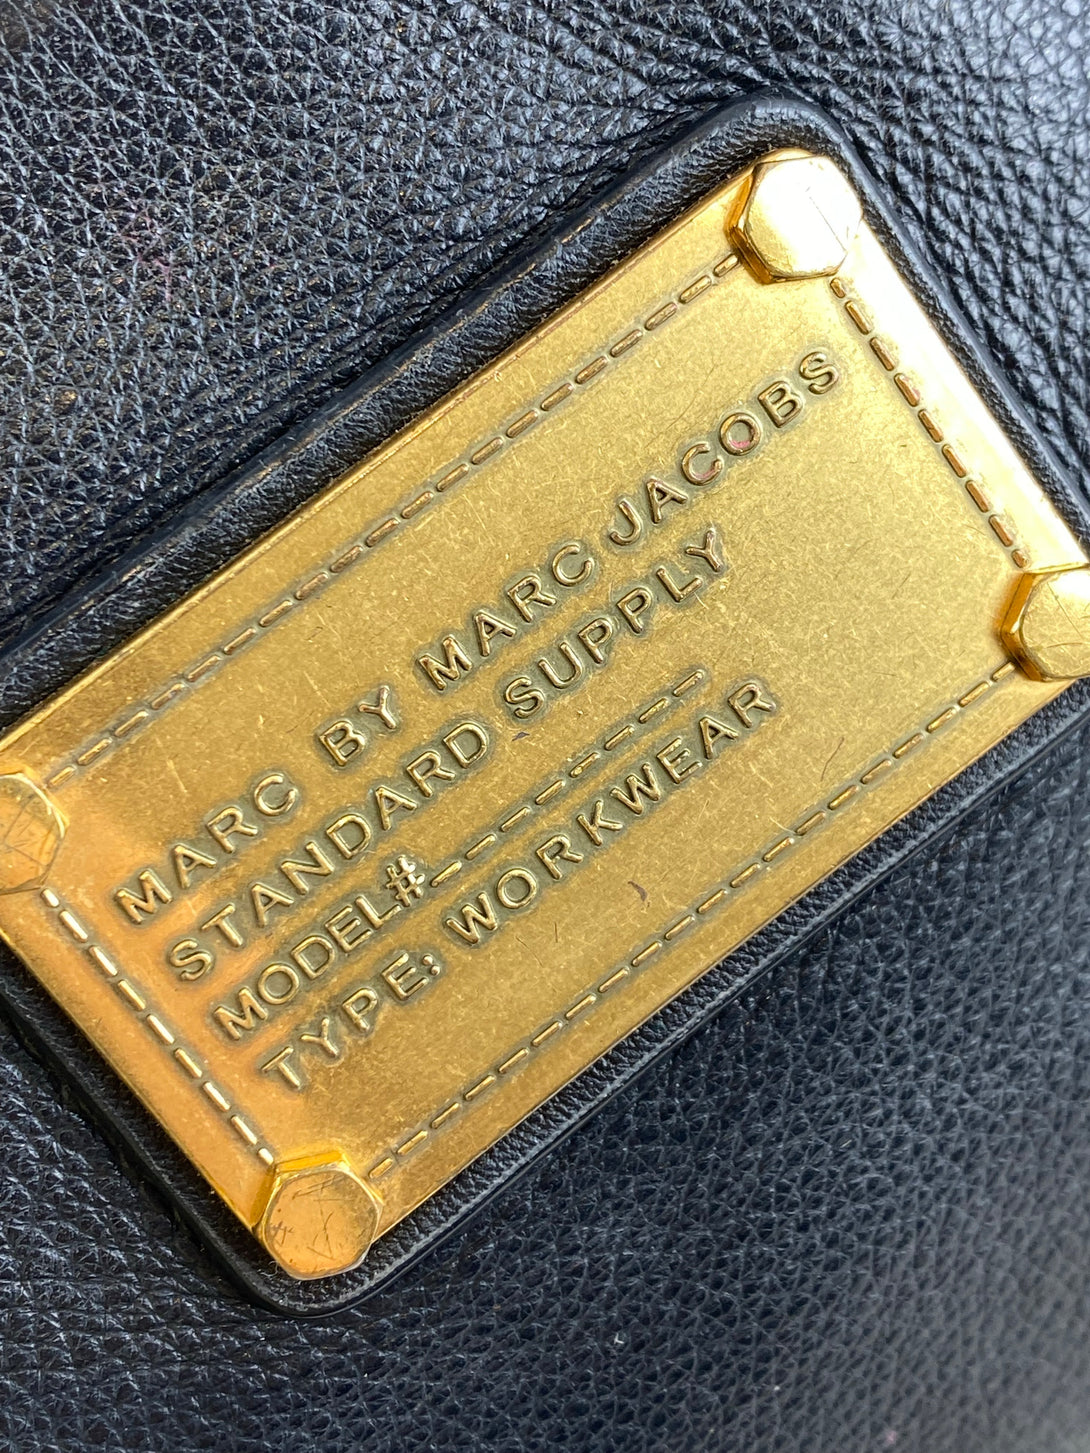 MARC BY MARC JACOBS
STANDARD SUPPLY
MODEL#_ _ _ _ _ _ _ _
TYPE: WORKWEAR